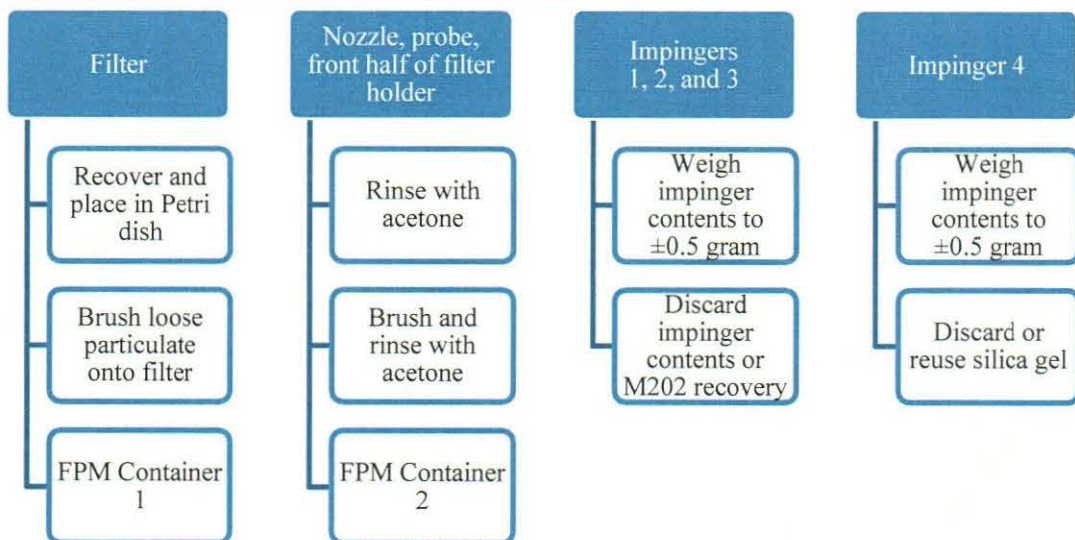 Filter
Recover and
place in Petri
dish
Brush loose
particulate
onto filter
FPM Container
1
Nozzle, probe,
front half of filter
holder
Rinse with
acetone
Brush and
rinse with
acetone
FPM Container
2
Impingers
1, 2, and 3
Weigh
impinger
contents to
±0.5 gram
Discard
impinger
contents or
M202 recovery
Impinger 4
Weigh
impinger
contents to
±0.5 gram
Discard or
reuse silica gel